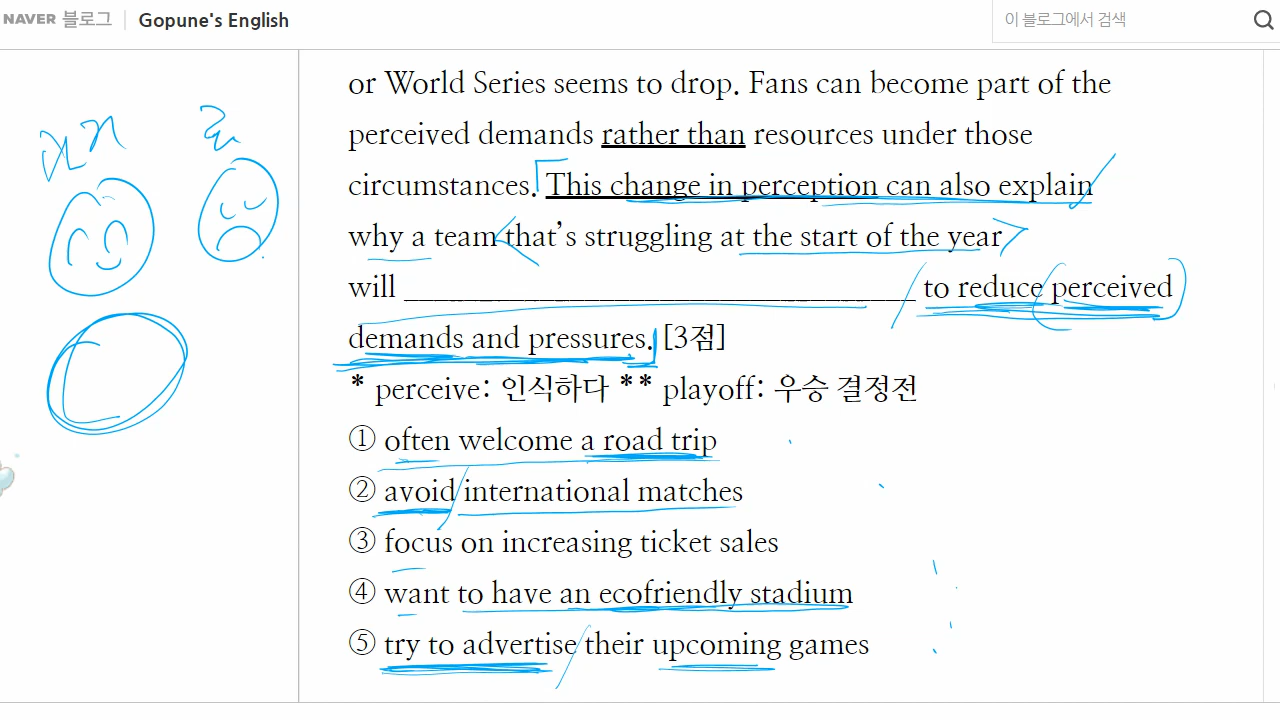 NAVER 블로그 | Gopune's English
이 블로그에서 검색
or World Series seems to drop. Fans can become part of the
perceived demands rather than resources under those
circumstances. This change in perception can also explain
why a team that's struggling at the start of the year
will ________________________________ to reduce perceived
demands and pressures. [3점]
* perceive: 인식하다 ** playoff: 우승 결정전
① often welcome a road trip
② avoid international matches
③ focus on increasing ticket sales
④ want to have an ecofriendly stadium
⑤ try to advertise their upcoming games